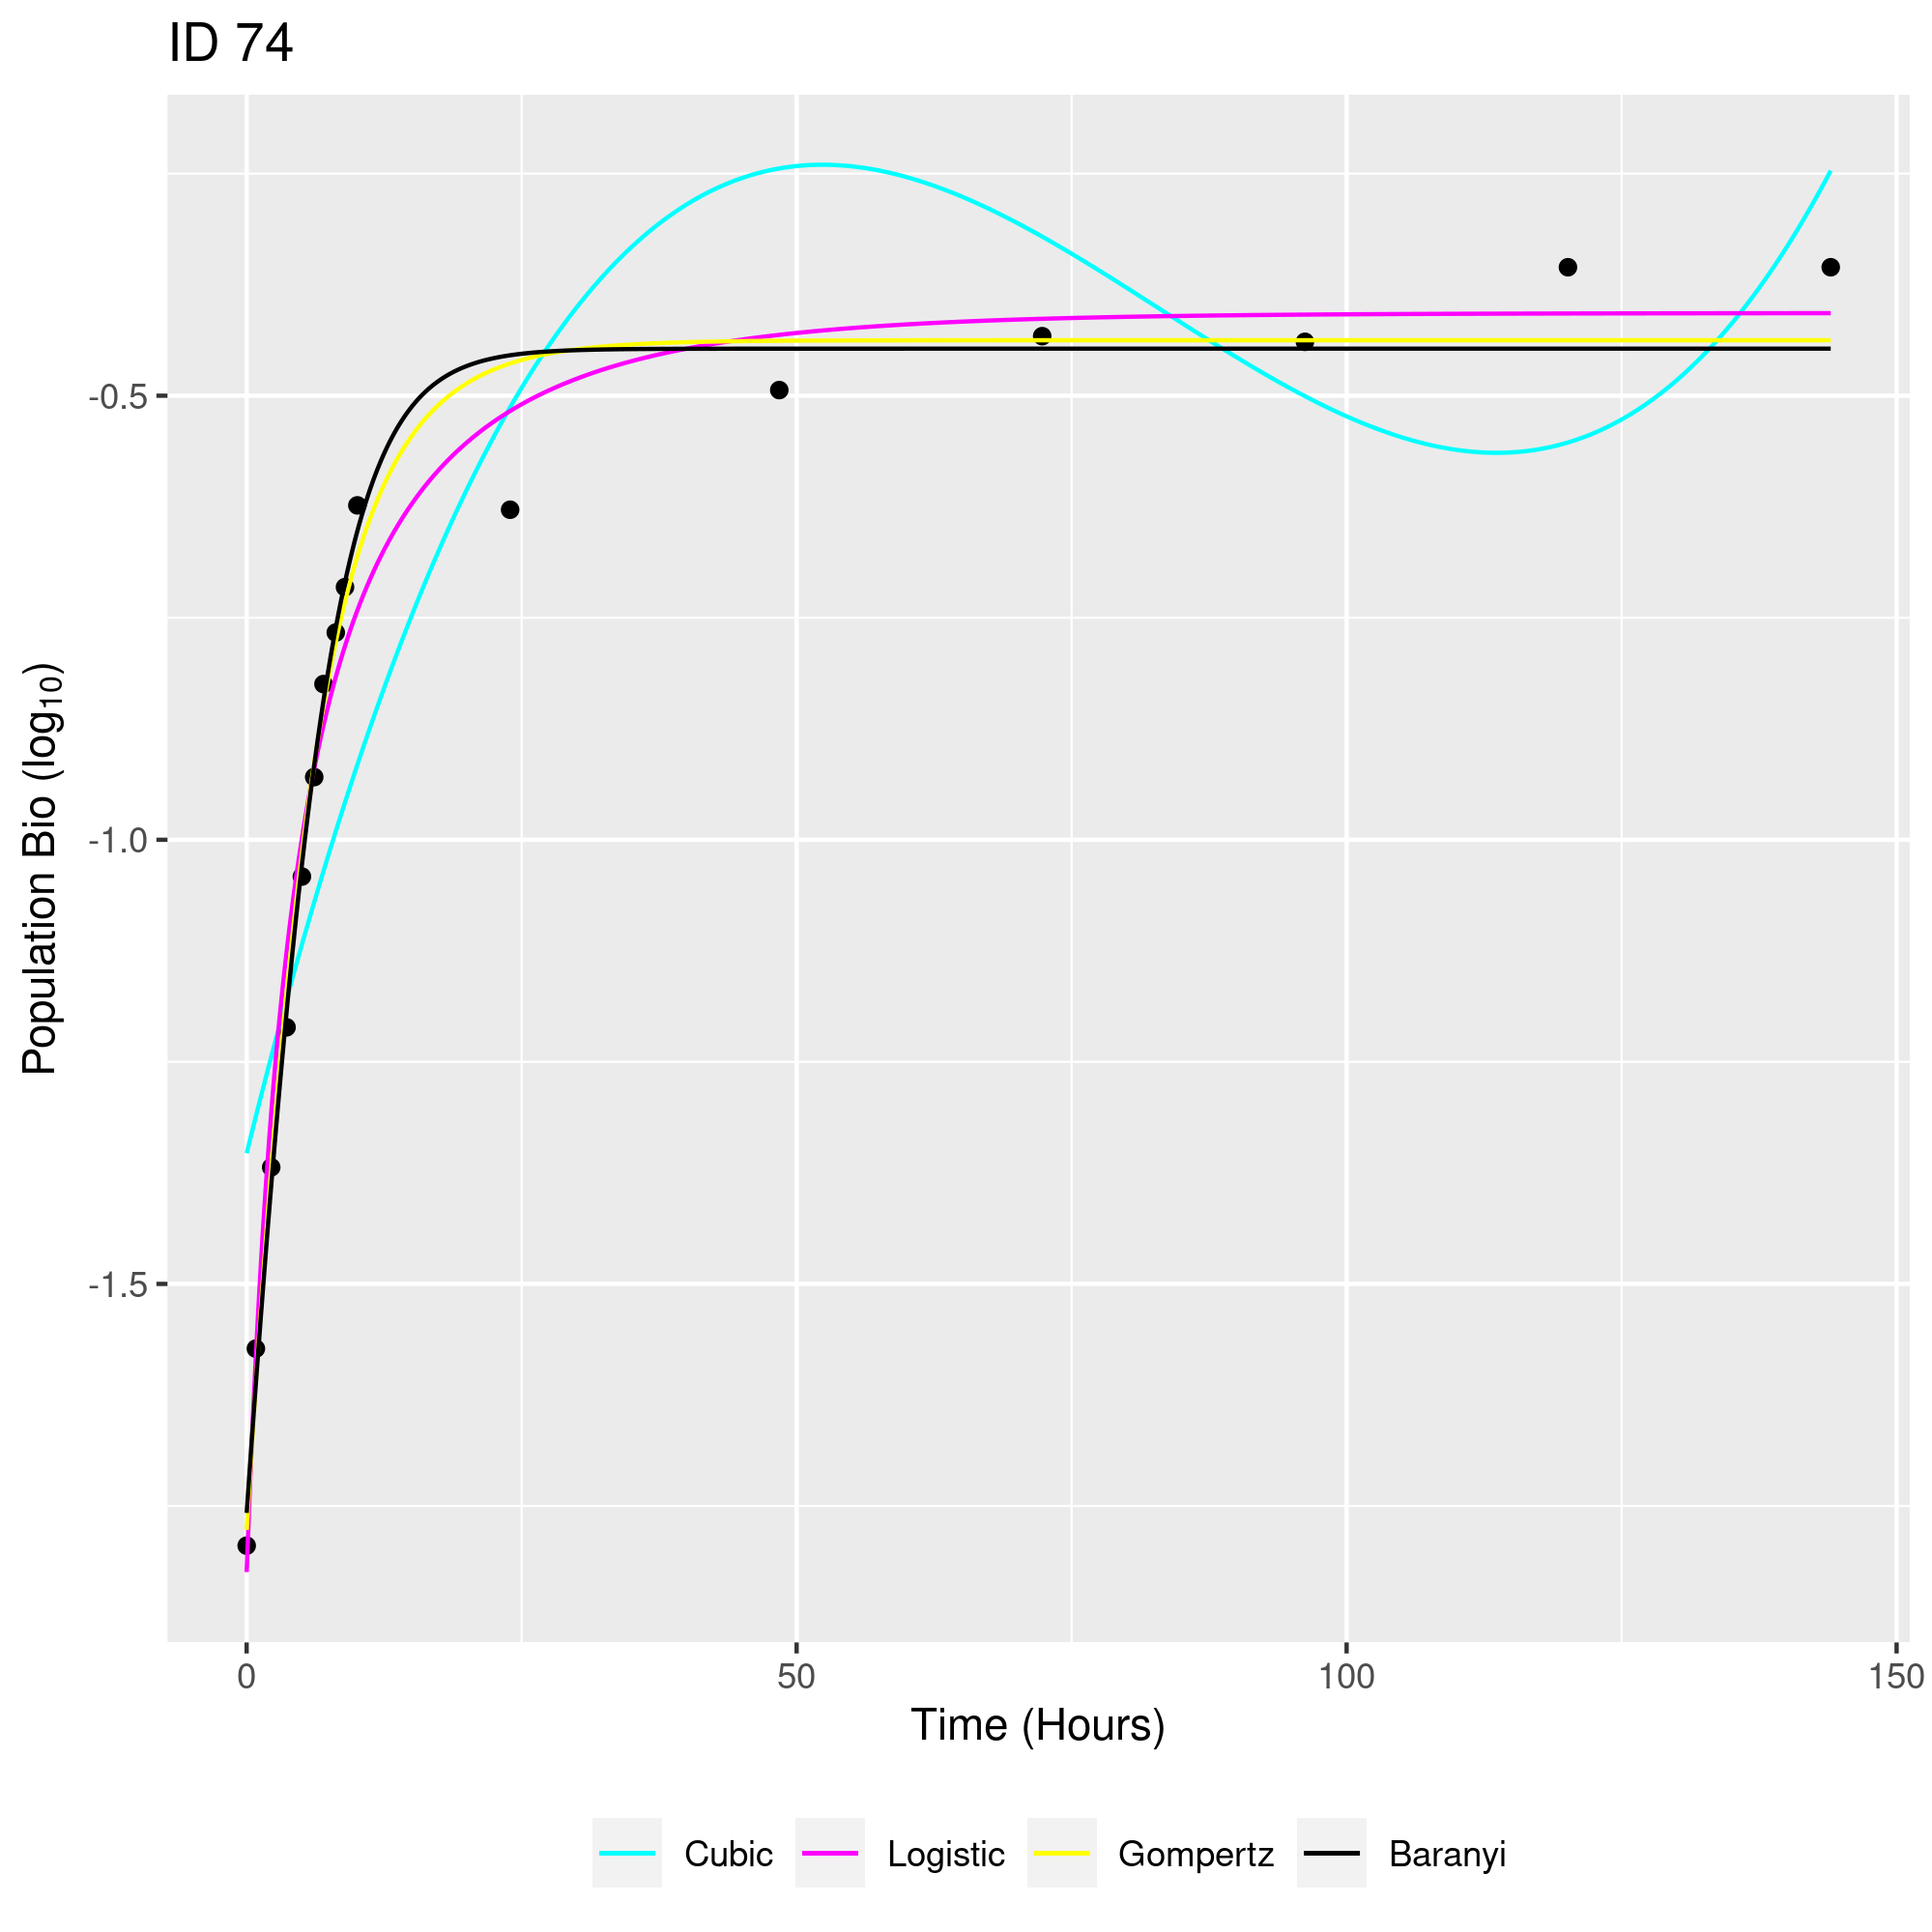 ID 74
Population Bio (log₁₀)
-0.5
-1.0
-1.5
0 50 100 150
Time (Hours)
Cubic Logistic Gompertz Baranyi